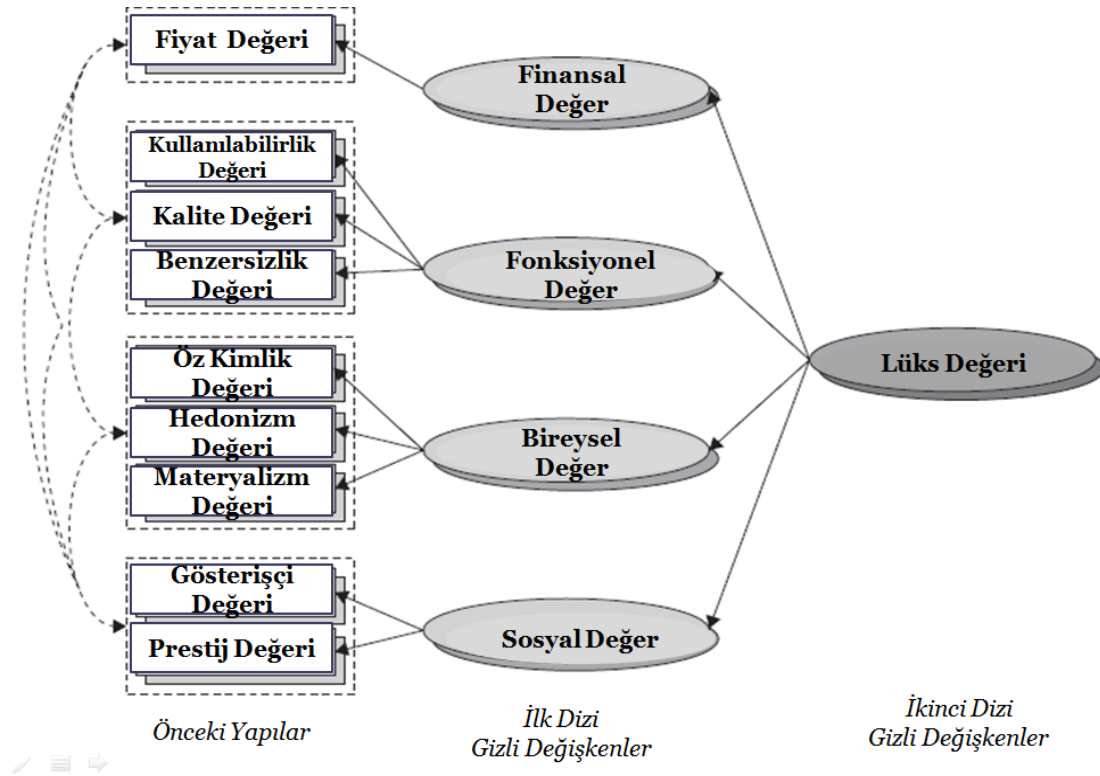 Fiyat Değeri
Finansal
Değer
Kullanılabilirlik
Değeri
Kalite Değeri
Benzersizlik
Değeri
Fonksiyonel
Değer
Lüks Değeri
Öz Kimlik
Değeri
Hedonizm
Değeri
Materyalizm
Değeri
Bireysel
Değer
Gösterişçi
Değeri
Prestij Değeri
Sosyal Değer
Önceki Yapılar
İlk Dizi
Gizli Değişkenler
İkinci Dizi
Gizli Değişkenler